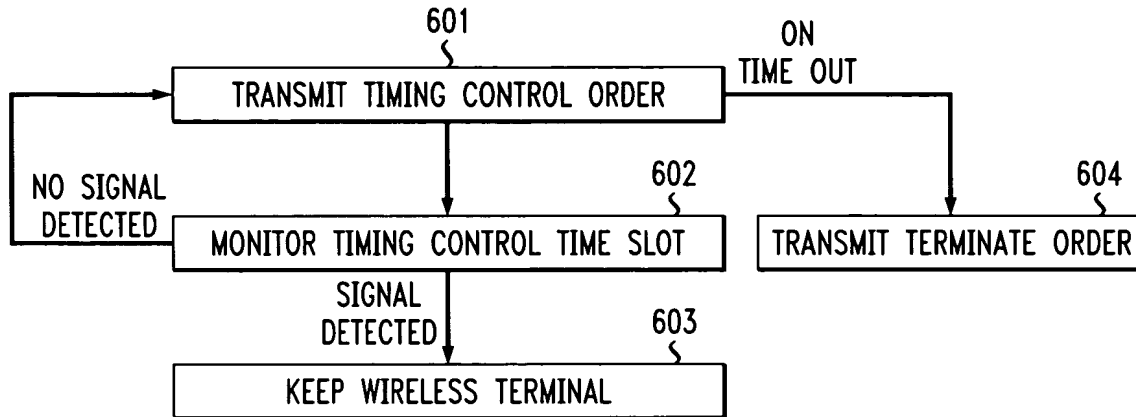 601
ON
TIME OUT
TRANSMIT TIMING CONTROL ORDER
NO SIGNAL
DETECTED
602
MONITOR TIMING CONTROL TIME SLOT
604
TRANSMIT TERMINATE ORDER
SIGNAL
DETECTED
603
KEEP WIRELESS TERMINAL